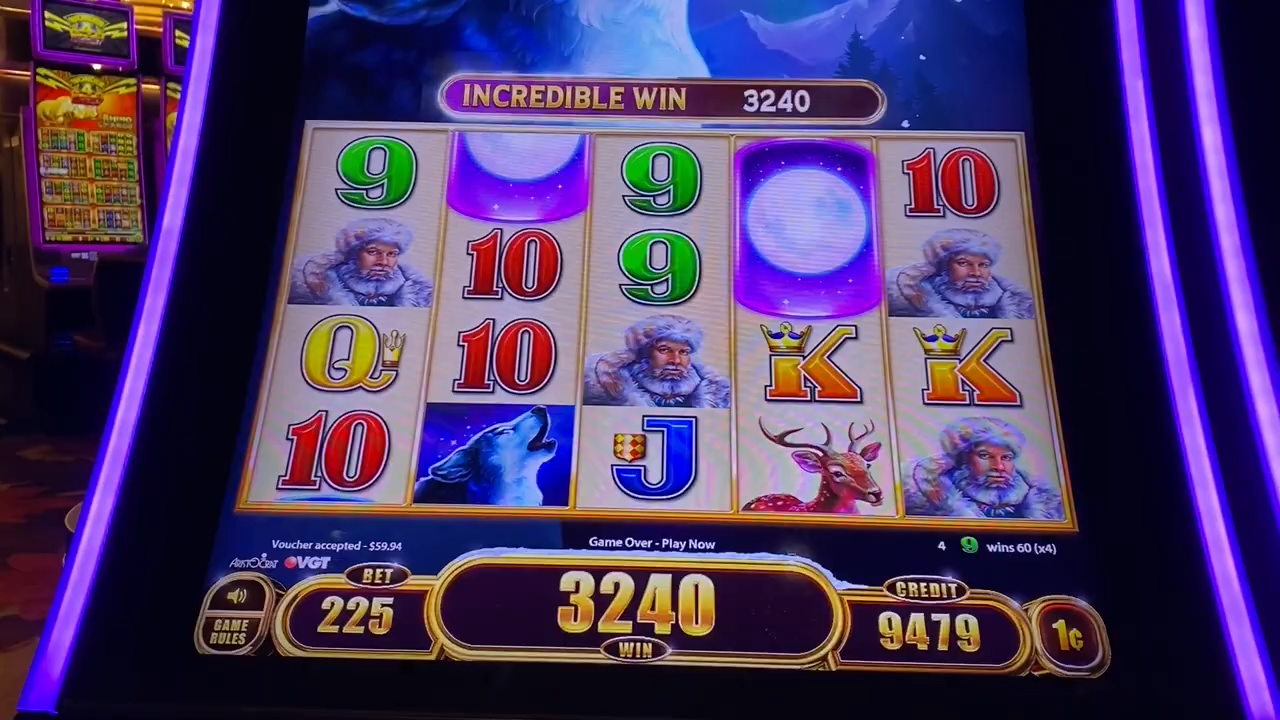 INCREDIBLE WIN 3240
9 9 10
10 9
Q 10 K K
10 J
Voucher accepted - $59.94
Game Over - Play Now
4 9 wins 60 (x4)
ARISTOCRAT VGT
BET
225
3240
WIN
CREDIT
9479
1¢
GAME
RULES